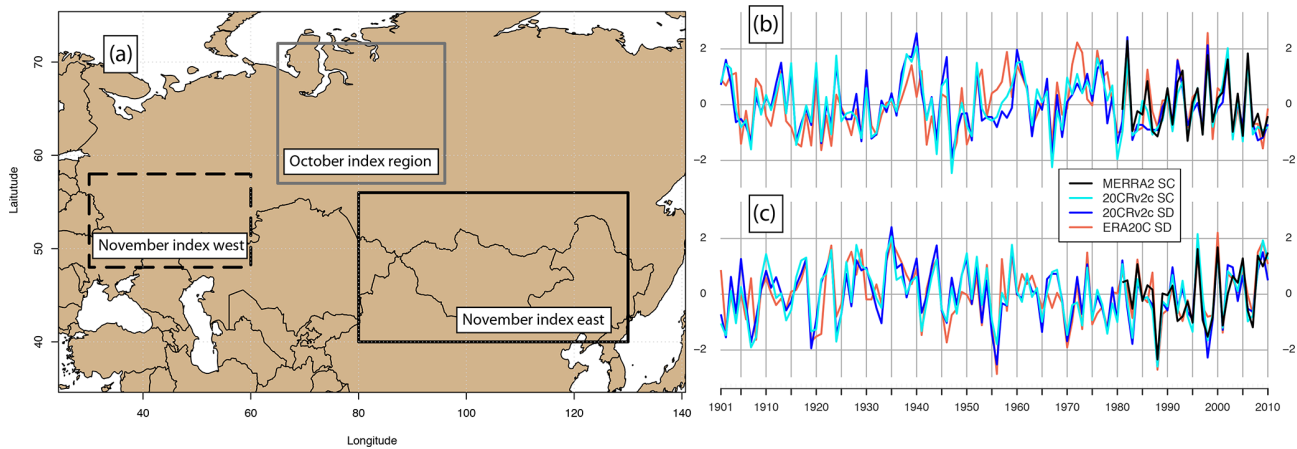 (a)
October index region
November index west
November index east
70
60
50
40
Laitutude
40
60
80
100
120
140
Longitude
(b)
2
0
−2
2
0
−2
MERRA2 SC
20CRv2c SC
20CRv2c SD
ERA20C SD
(c)
2
0
−2
2
0
−2
1901
1910
1920
1930
1940
1950
1960
1970
1980
1990
2000
2010